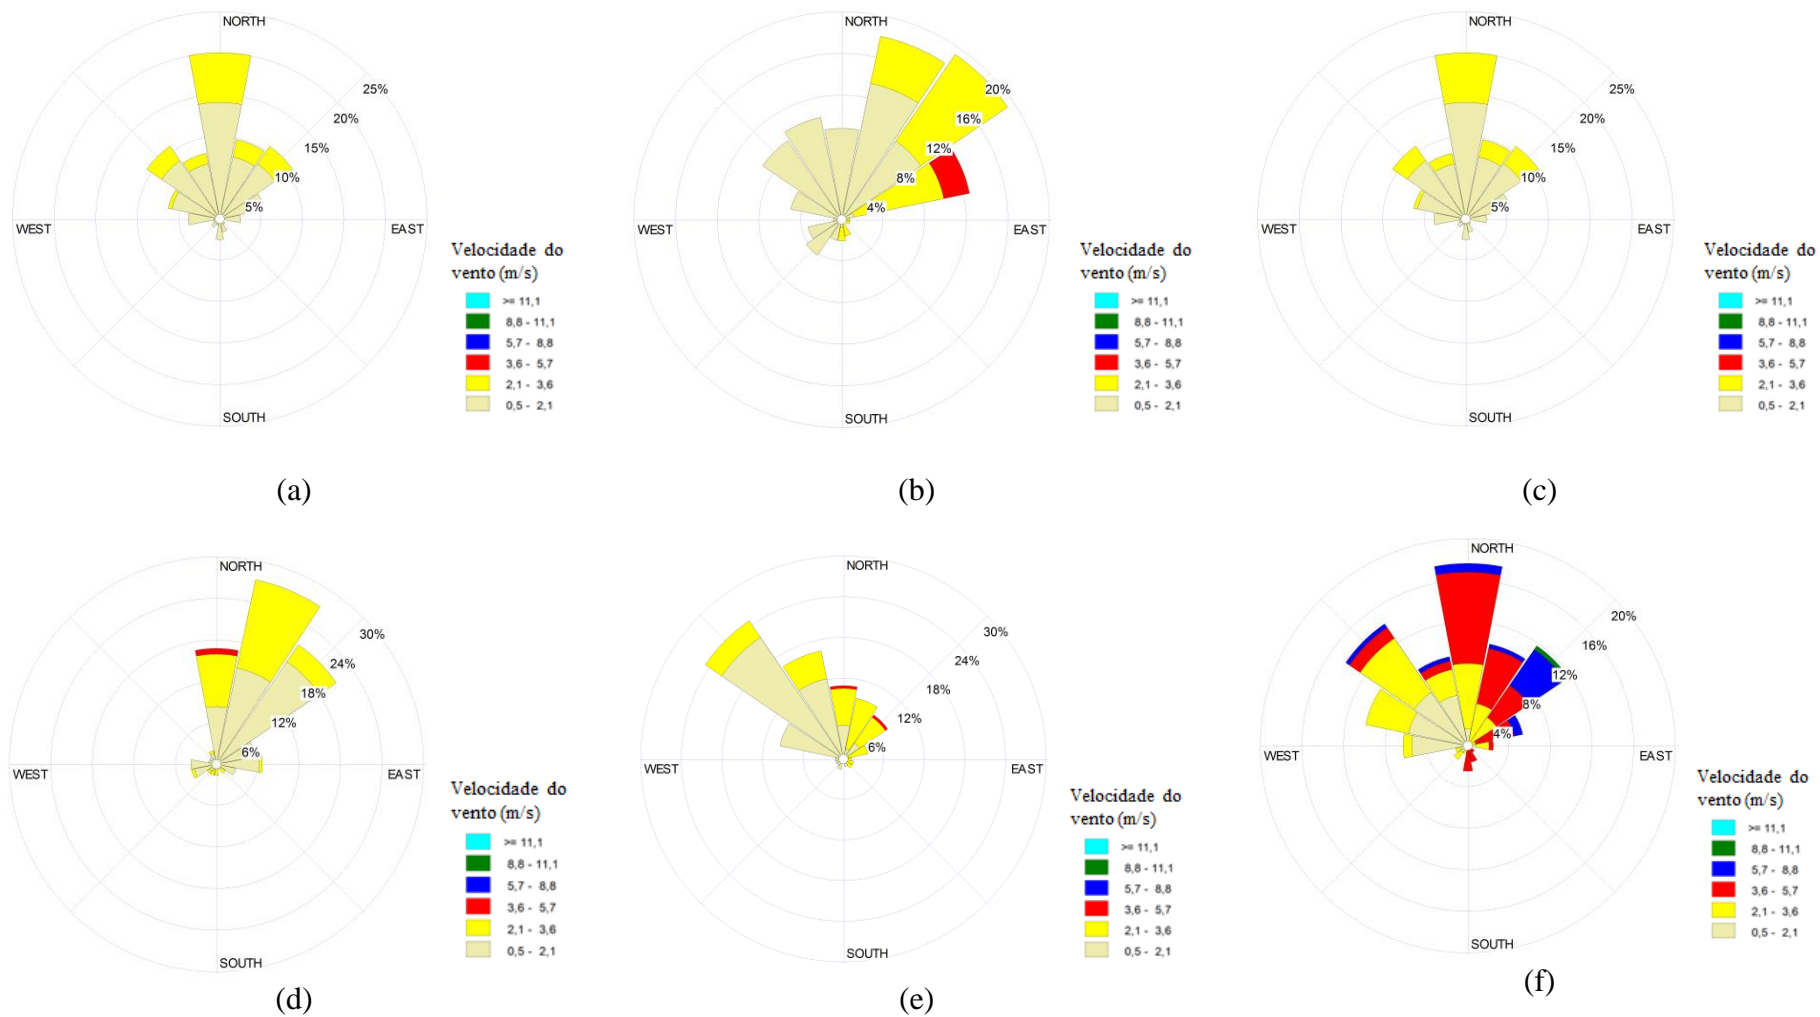 NORTH
25%
20%
15%
10%
5%
WEST
EAST
SOUTH
Velocidade do
vento (m/s)
>= 11,1
8,8 - 11,1
5,7 - 8,8
3,6 - 5,7
2,1 - 3,6
0,5 - 2,1
(a)
NORTH
20%
16%
12%
8%
4%
WEST
EAST
SOUTH
Velocidade do
vento (m/s)
>= 11,1
8,8 - 11,1
5,7 - 8,8
3,6 - 5,7
2,1 - 3,6
0,5 - 2,1
(b)
NORTH
25%
20%
15%
10%
5%
WEST
EAST
SOUTH
Velocidade do
vento (m/s)
>= 11,1
8,8 - 11,1
5,7 - 8,8
3,6 - 5,7
2,1 - 3,6
0,5 - 2,1
(c)
NORTH
30%
24%
18%
12%
6%
WEST
EAST
SOUTH
Velocidade do
vento (m/s)
>= 11,1
8,8 - 11,1
5,7 - 8,8
3,6 - 5,7
2,1 - 3,6
0,5 - 2,1
(d)
NORTH
30%
24%
18%
12%
6%
WEST
EAST
SOUTH
Velocidade do
vento (m/s)
>= 11,1
8,8 - 11,1
5,7 - 8,8
3,6 - 5,7
2,1 - 3,6
0,5 - 2,1
(e)
NORTH
20%
16%
12%
8%
4%
WEST
EAST
SOUTH
Velocidade do
vento (m/s)
>= 11,1
8,8 - 11,1
5,7 - 8,8
3,6 - 5,7
2,1 - 3,6
0,5 - 2,1
(f)